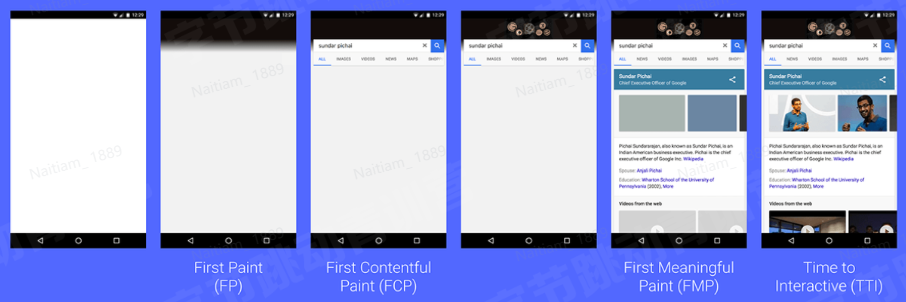 12:29
12:29
12:29
12:29
12:29
12:29
sundar pichai
ALL IMAGES VIDEOS NEWS MAPS
sundar pichai
ALL IMAGES VIDEOS NEWS MAPS
sundar pichai
ALL NEWS IMAGES VIDEOS MAPS SHOPP
Sundar Pichai
Chief Executive Officer of Google
Pichai Sundararajan, also known as Sundar Pichai, is an
Indian American business executive. Pichai is the chief
executive officer of Google Inc. Wikipedia
Spouse: Anjali Pichai
Education: Wharton School of the University of
Pennsylvania (2002), More
Videos from the web
sundar pichai
ALL NEWS IMAGES VIDEOS MAPS SHOPP
Sundar Pichai
Chief Executive Officer of Google
Pichai Sundararajan, also known as Sundar Pichai, is an
Indian American business executive. Pichai is the chief
executive officer of Google Inc. Wikipedia
Spouse: Anjali Pichai
Education: Wharton School of the University of
Pennsylvania (2002), More
Videos from the web
First Paint
(FP)
First Contentful
Paint (FCP)
First Meaningful
Paint (FMP)
Time to
Interactive (TTI)
Naitiam_1889
Naitiam_1889
Naitiam_1889
Naitiam_1889